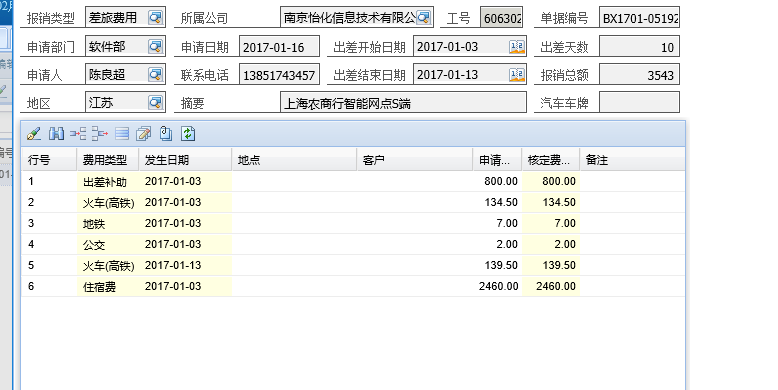 报销类型 差旅费用 所属公司 南京怡化信息技术有限公 工号 606302 单据编号 BX1701-05192
申请部门 软件部 申请日期 2017-01-16 出差开始日期 2017-01-03 出差天数 10
申请人 陈良超 联系电话 13851743457 出差结束日期 2017-01-13 报销总额 3543
地区 江苏 摘要 上海农商行智能网点S端 汽车车牌
行号 费用类型 发生日期 地点 客户 申请... 核定费... 备注
1 出差补助 2017-01-03 800.00 800.00
2 火车(高铁) 2017-01-03 134.50 134.50
3 地铁 2017-01-03 7.00 7.00
4 公交 2017-01-03 2.00 2.00
5 火车(高铁) 2017-01-13 139.50 139.50
6 住宿费 2017-01-03 2460.00 2460.00